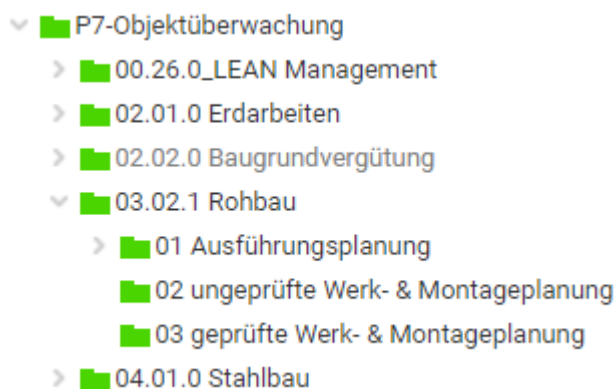 P7-Objektüberwachung
00.26.0_LEAN Management
02.01.0 Erdarbeiten
02.02.0 Baugrundvergütung
03.02.1 Rohbau
01 Ausführungsplanung
02 ungeprüfte Werk- & Montageplanung
03 geprüfte Werk- & Montageplanung
04.01.0 Stahlbau